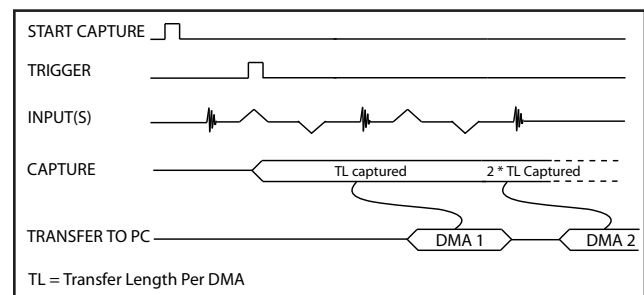 START CAPTURE
TRIGGER
INPUT(S)
CAPTURE
TL captured
2 * TL Captured
TRANSFER TO PC
DMA 1
DMA 2
TL = Transfer Length Per DMA